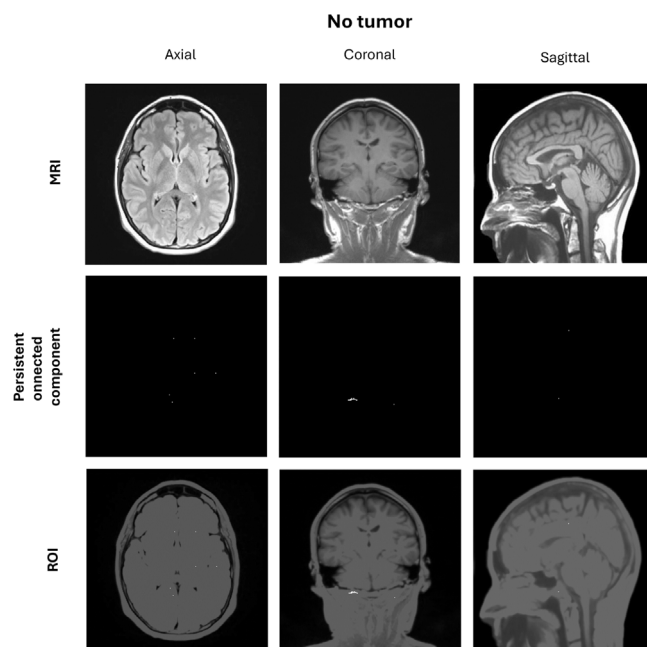 No tumor
Axial
Coronal
Sagittal
MRI
Persistent
onnected
component
ROI